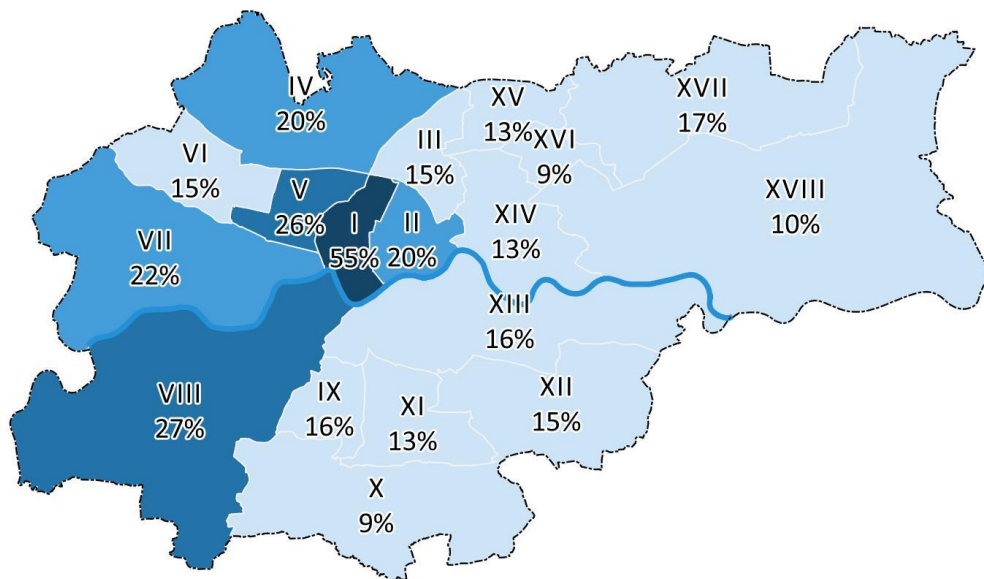 IV
20%
XV
13%
XVII
17%
III
15%
XVI
9%
VI
15%
V
26%
I
55%
II
20%
XIV
13%
XVIII
10%
VII
22%
XIII
16%
VIII
27%
IX
16%
XI
13%
XII
15%
X
9%